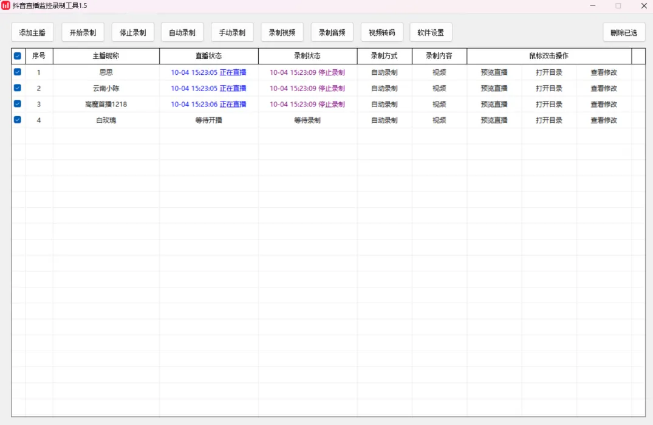 抖音直播监控录制工具1.5
添加主播 开始录制 停止录制 自动录制 手动录制 录制视频 录制音频 视频转码 软件设置 删除已选
序号 主播昵称 直播状态 录制状态 录制方式 录制内容 鼠标双击操作
1 思思 10-04 15:23:05 正在直播 10-04 15:23:09 停止录制 自动录制 视频 预览直播 打开目录 查看修改
2 云南小陈 10-04 15:23:05 正在直播 10-04 15:23:09 停止录制 自动录制 视频 预览直播 打开目录 查看修改
3 高魔首播1218 10-04 15:23:06 正在直播 10-04 15:23:09 停止录制 自动录制 视频 预览直播 打开目录 查看修改
4 白玫瑰 等待开播 等待录制 自动录制 视频 预览直播 打开目录 查看修改